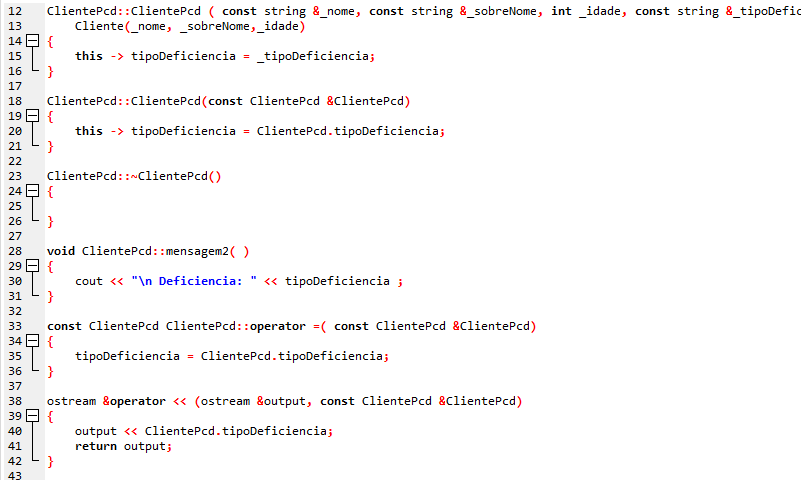 12 ClientePcd::ClientePcd ( const string &_nome, const string &_sobreNome, int _idade, const string &_tipoDefic
13 Cliente(_nome, _sobreNome,_idade)
14 {
15 this -> tipoDeficiencia = _tipoDeficiencia;
16 }
17
18 ClientePcd::ClientePcd(const ClientePcd &ClientePcd)
19 {
20 this -> tipoDeficiencia = ClientePcd.tipoDeficiencia;
21 }
22
23 ClientePcd::~ClientePcd()
24 {
25
26 }
27
28 void ClientePcd::mensagem2( )
29 {
30 cout << "\n Deficiencia: " << tipoDeficiencia ;
31 }
32
33 const ClientePcd ClientePcd::operator =( const ClientePcd &ClientePcd)
34 {
35 tipoDeficiencia = ClientePcd.tipoDeficiencia;
36 }
37
38 ostream &operator << (ostream &output, const ClientePcd &ClientePcd)
39 {
40 output << ClientePcd.tipoDeficiencia;
41 return output;
42 }
43